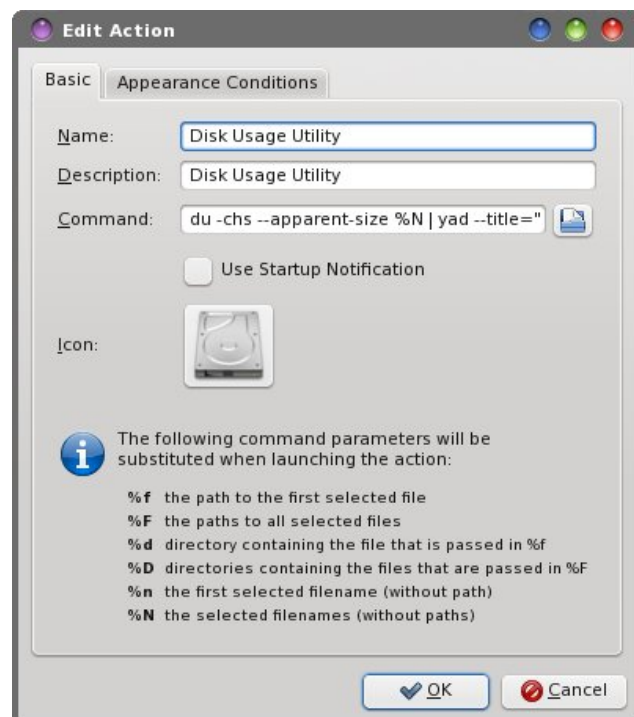 Edit Action
Basic
Appearance Conditions
Name:
Disk Usage Utility
Description:
Disk Usage Utility
Command:
du -chs --apparent-size %N | yad --title="
Use Startup Notification
Icon:
The following command parameters will be
substituted when launching the action:
%f the path to the first selected file
%F the paths to all selected files
%d directory containing the file that is passed in %f
%D directories containing the files that are passed in %F
%n the first selected filename (without path)
%N the selected filenames (without paths)
OK
Cancel